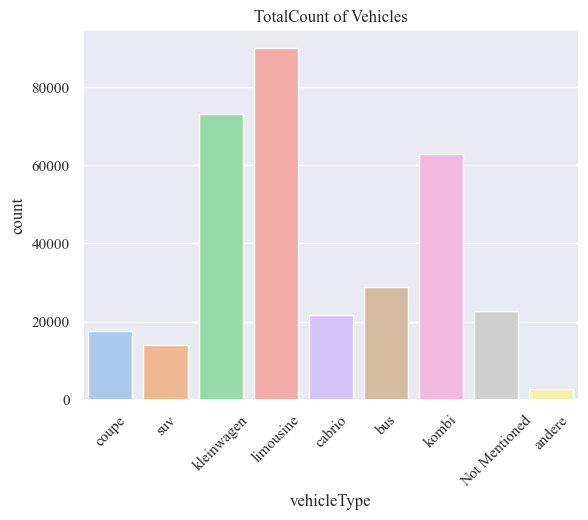 TotalCount of Vehicles
count
80000
60000
40000
20000
0
coupe
suv
kleinwagen
limousine
cabrio
bus
kombi
Not Mentioned
andere
vehicleType